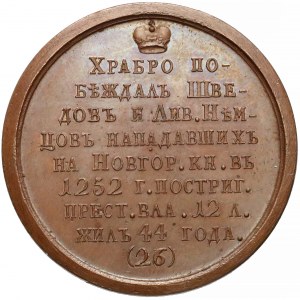 ХРАБРО ПО-
БѢЖДАЛЪ ШВЕ-
ДОВЪ И ЛИВ. НѢМ-
ЦОВЪ НАПАДАВШИХЪ
НА НОВГОР. КН. ВЪ
1252 Г. ПОСТРИГ.
ПРЕСТ. ВЛА. 12 Л.
ЖИЛЪ 44 ГОДА.
(26)